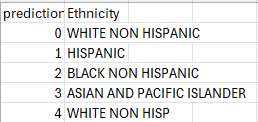 prediction Ethnicity
0 WHITE NON HISPANIC
1 HISPANIC
2 BLACK NON HISPANIC
3 ASIAN AND PACIFIC ISLANDER
4 WHITE NON HISP